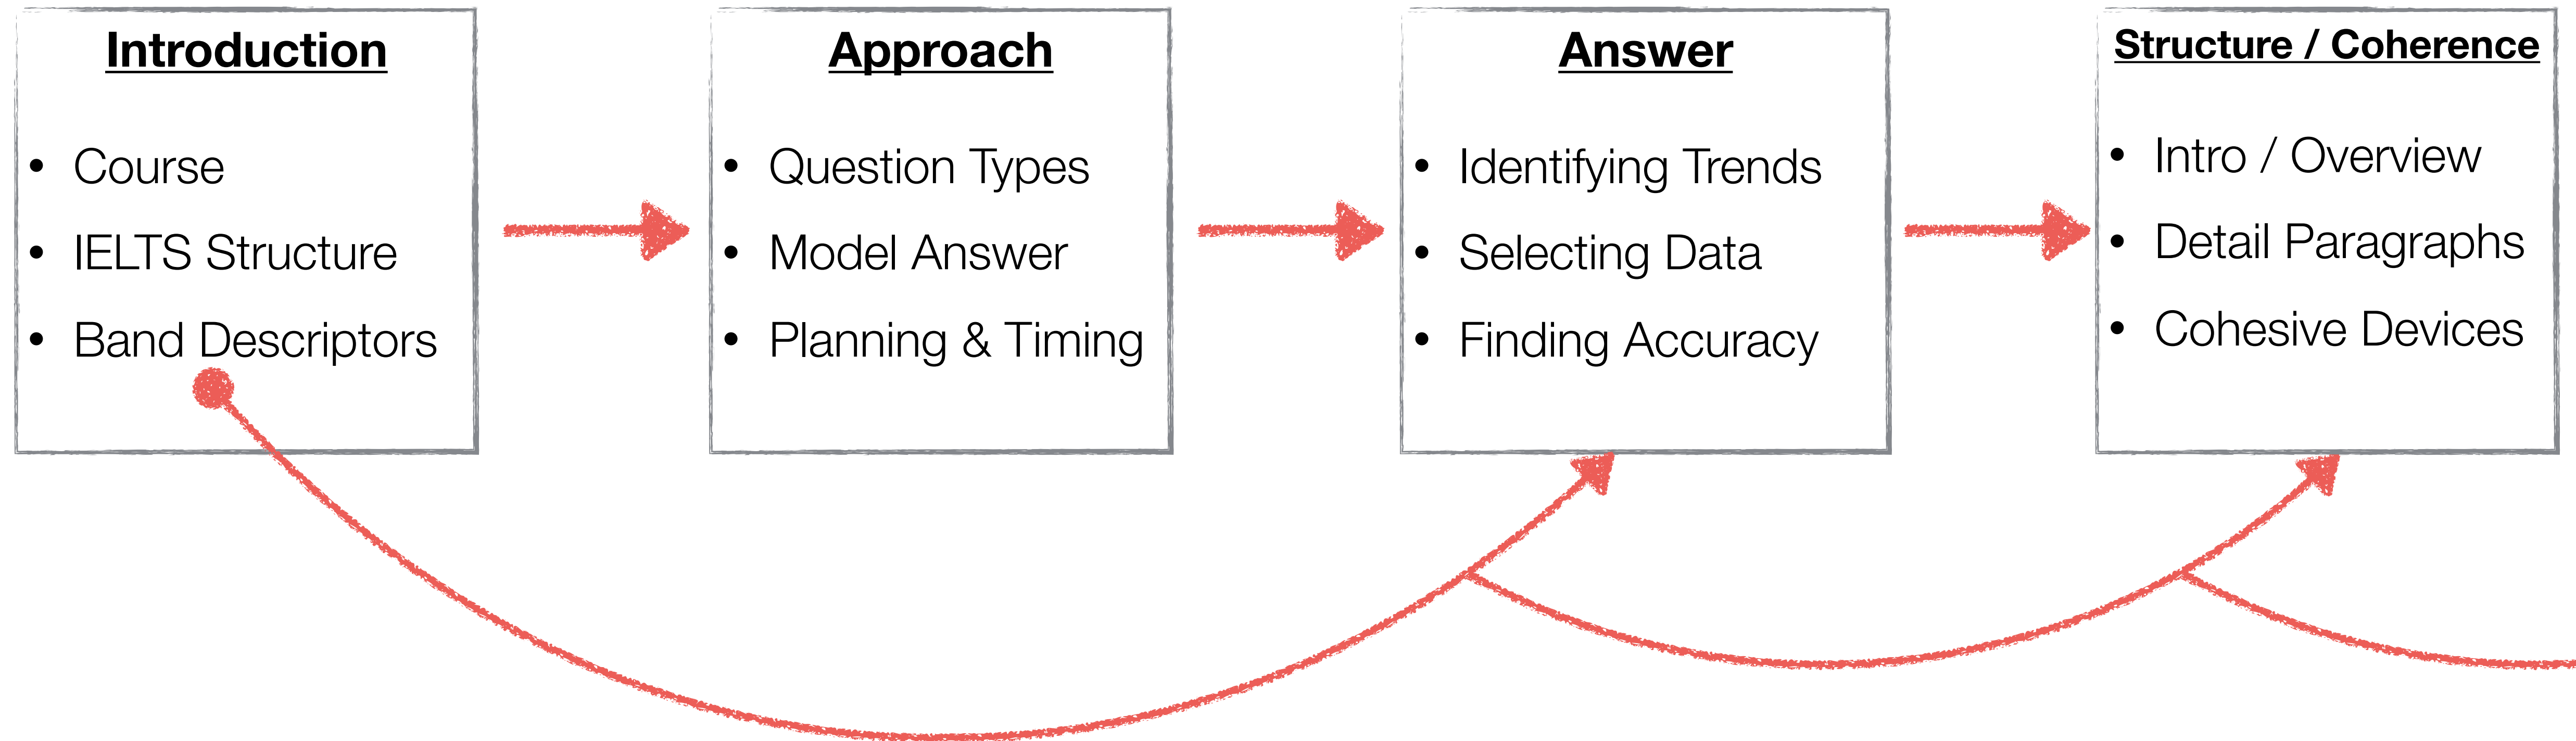 Introduction
• Course
• IELTS Structure
• Band Descriptors
Approach
• Question Types
• Model Answer
• Planning & Timing
Answer
• Identifying Trends
• Selecting Data
• Finding Accuracy
Structure / Coherence
• Intro / Overview
• Detail Paragraphs
• Cohesive Devices